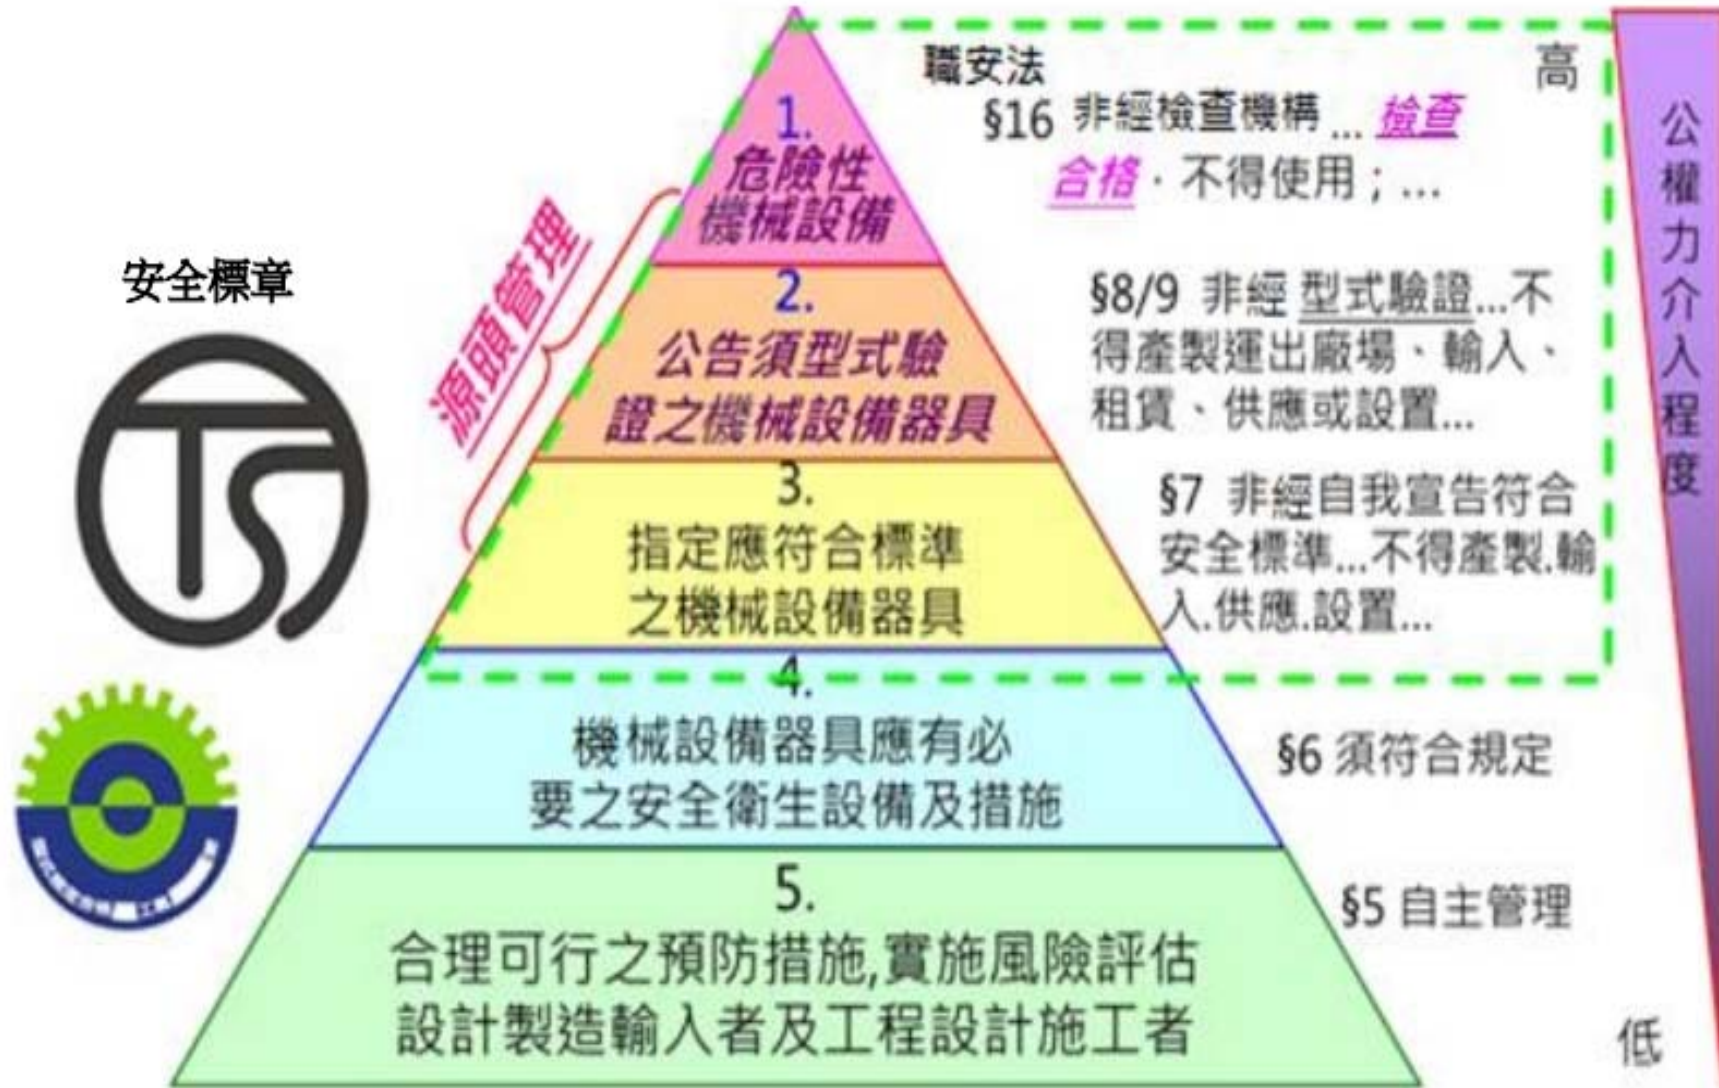 職安法
高
§16 非經檢查機構 ... 檢查
合格．不得使用；...
1.
危險性
機械設備
§8/9 非經 型式驗證...不
得產製運出廠場、輸入、
租賃、供應或設置...
2.
公告須型式驗
證之機械設備器具
§7 非經自我宣告符合
安全標準...不得產製.輸
入.供應.設置...
3.
指定應符合標準
之機械設備器具
源頭管理
安全標章
TS
4.
機械設備器具應有必
要之安全衛生設備及措施
§6 須符合規定
5.
合理可行之預防措施,實施風險評估
設計製造輸入者及工程設計施工者
§5 自主管理
公權力介入程度
低